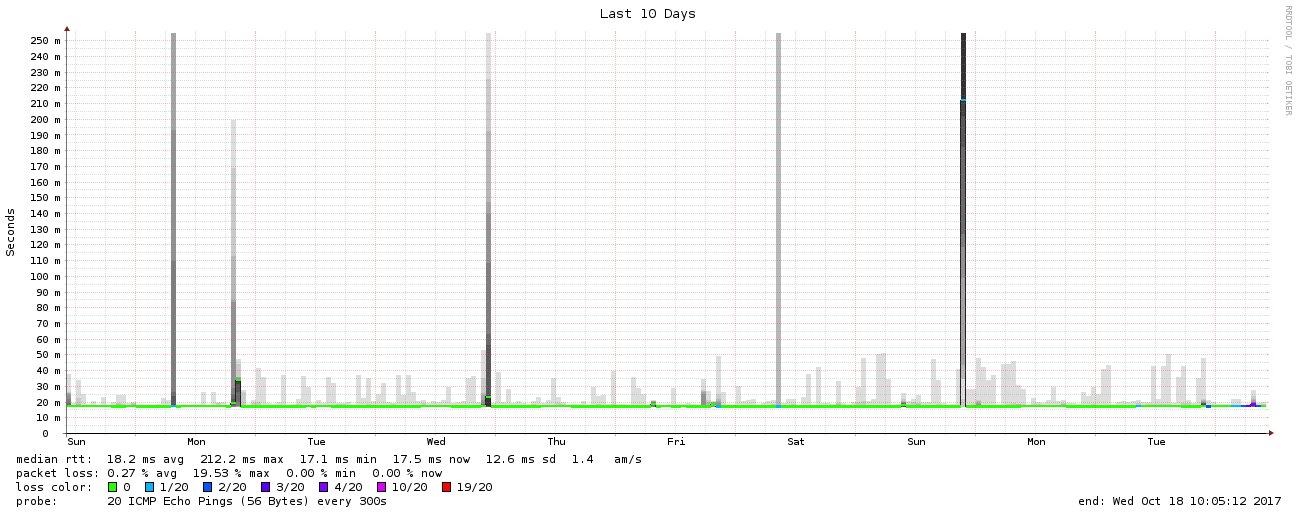 Last 10 Days
RRDTOOL / TOBI OETIKER
Seconds
250 m
240 m
230 m
220 m
210 m
200 m
190 m
180 m
170 m
160 m
150 m
140 m
130 m
120 m
110 m
100 m
90 m
80 m
70 m
60 m
50 m
40 m
30 m
20 m
10 m
0
Sun Mon Tue Wed Thu Fri Sat Sun Mon Tue
median rtt: 18.2 ms avg 212.2 ms max 17.1 ms min 17.5 ms now 12.6 ms sd 1.4 am/s
packet loss: 0.27 % avg 19.53 % max 0.00 % min 0.00 % now
loss color: 0 1/20 2/20 3/20 4/20 10/20 19/20
probe: 20 ICMP Echo Pings (56 Bytes) every 300s end: Wed Oct 18 10:05:12 2017